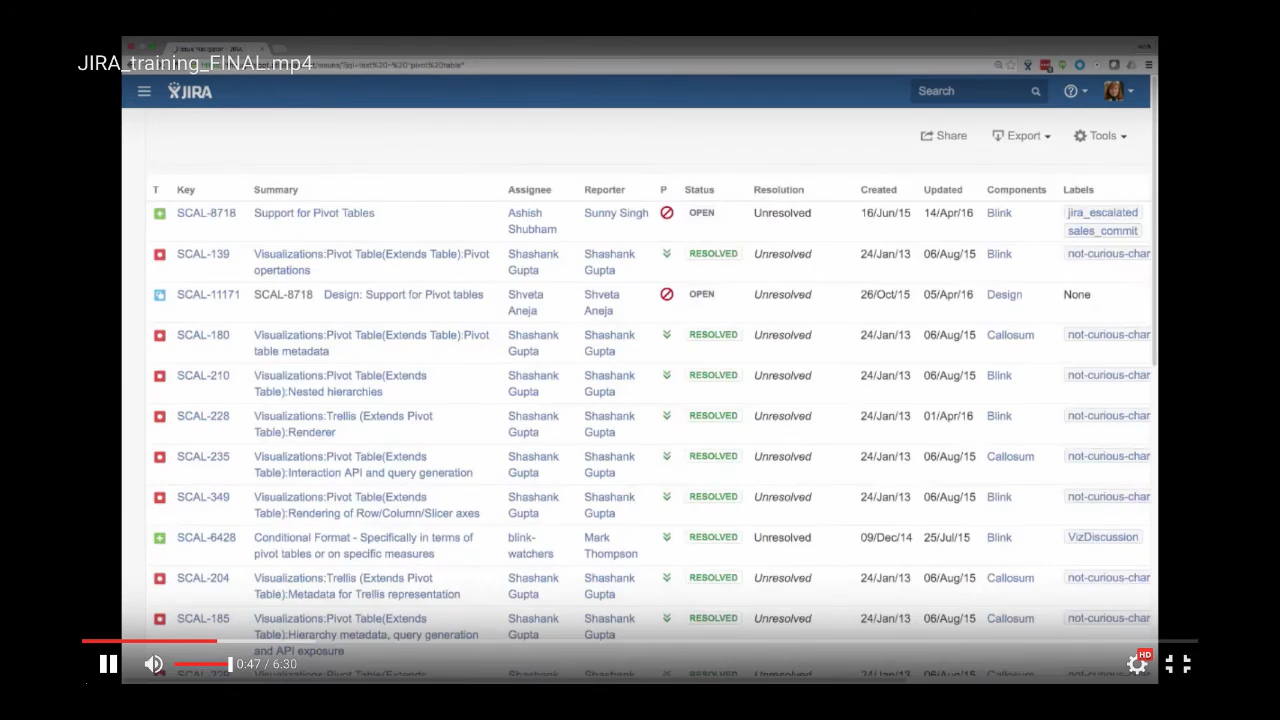 JIRA_training_FINAL.mp4
JIRA
Search
Share Export Tools
T Key Summary Assignee Reporter P Status Resolution Created Updated Components Labels
SCAL-8718 Support for Pivot Tables Ashish Sunny Singh OPEN Unresolved 16/Jun/15 14/Apr/16 Blink jira_escalated
Shubham sales_commit
SCAL-139 Visualizations:Pivot Table(Extends Table):Pivot Shashank Shashank RESOLVED Unresolved 24/Jan/13 06/Aug/15 Blink not-curious-char
opertations Gupta Gupta
SCAL-11171 SCAL-8718 Design: Support for Pivot tables Shveta Shveta OPEN Unresolved 26/Oct/15 05/Apr/16 Design None
Aneja Aneja
SCAL-180 Visualizations:Pivot Table(Extends Table):Pivot Shashank Shashank RESOLVED Unresolved 24/Jan/13 06/Aug/15 Callosum not-curious-char
table metadata Gupta Gupta
SCAL-210 Visualizations:Pivot Table(Extends Shashank Shashank RESOLVED Unresolved 24/Jan/13 06/Aug/15 Blink not-curious-char
Table):Nested hierarchies Gupta Gupta
SCAL-228 Visualizations:Trellis (Extends Pivot Shashank Shashank RESOLVED Unresolved 24/Jan/13 01/Apr/16 Blink not-curious-char
Table):Renderer Gupta Gupta
SCAL-235 Visualizations:Pivot Table(Extends Shashank Shashank RESOLVED Unresolved 24/Jan/13 06/Aug/15 Callosum not-curious-char
Table):Interaction API and query generation Gupta Gupta
SCAL-349 Visualizations:Pivot Table(Extends Shashank Shashank RESOLVED Unresolved 24/Jan/13 06/Aug/15 Blink not-curious-char
Table):Rendering of Row/Column/Slicer axes Gupta Gupta
SCAL-6428 Conditional Format - Specifically in terms of blink- Mark RESOLVED Unresolved 09/Dec/14 25/Jul/15 Blink VizDiscussion
pivot tables or on specific measures watchers Thompson
SCAL-204 Visualizations:Trellis (Extends Pivot Shashank Shashank RESOLVED Unresolved 24/Jan/13 06/Aug/15 Callosum not-curious-char
Table):Metadata for Trellis representation Gupta Gupta
SCAL-185 Visualizations:Pivot Table(Extends Shashank Shashank RESOLVED Unresolved 24/Jan/13 06/Aug/15 Callosum not-curious-char
Table):Hierarchy metadata, query generation Gupta Gupta
and API exposure
0:47 / 6:30 HD